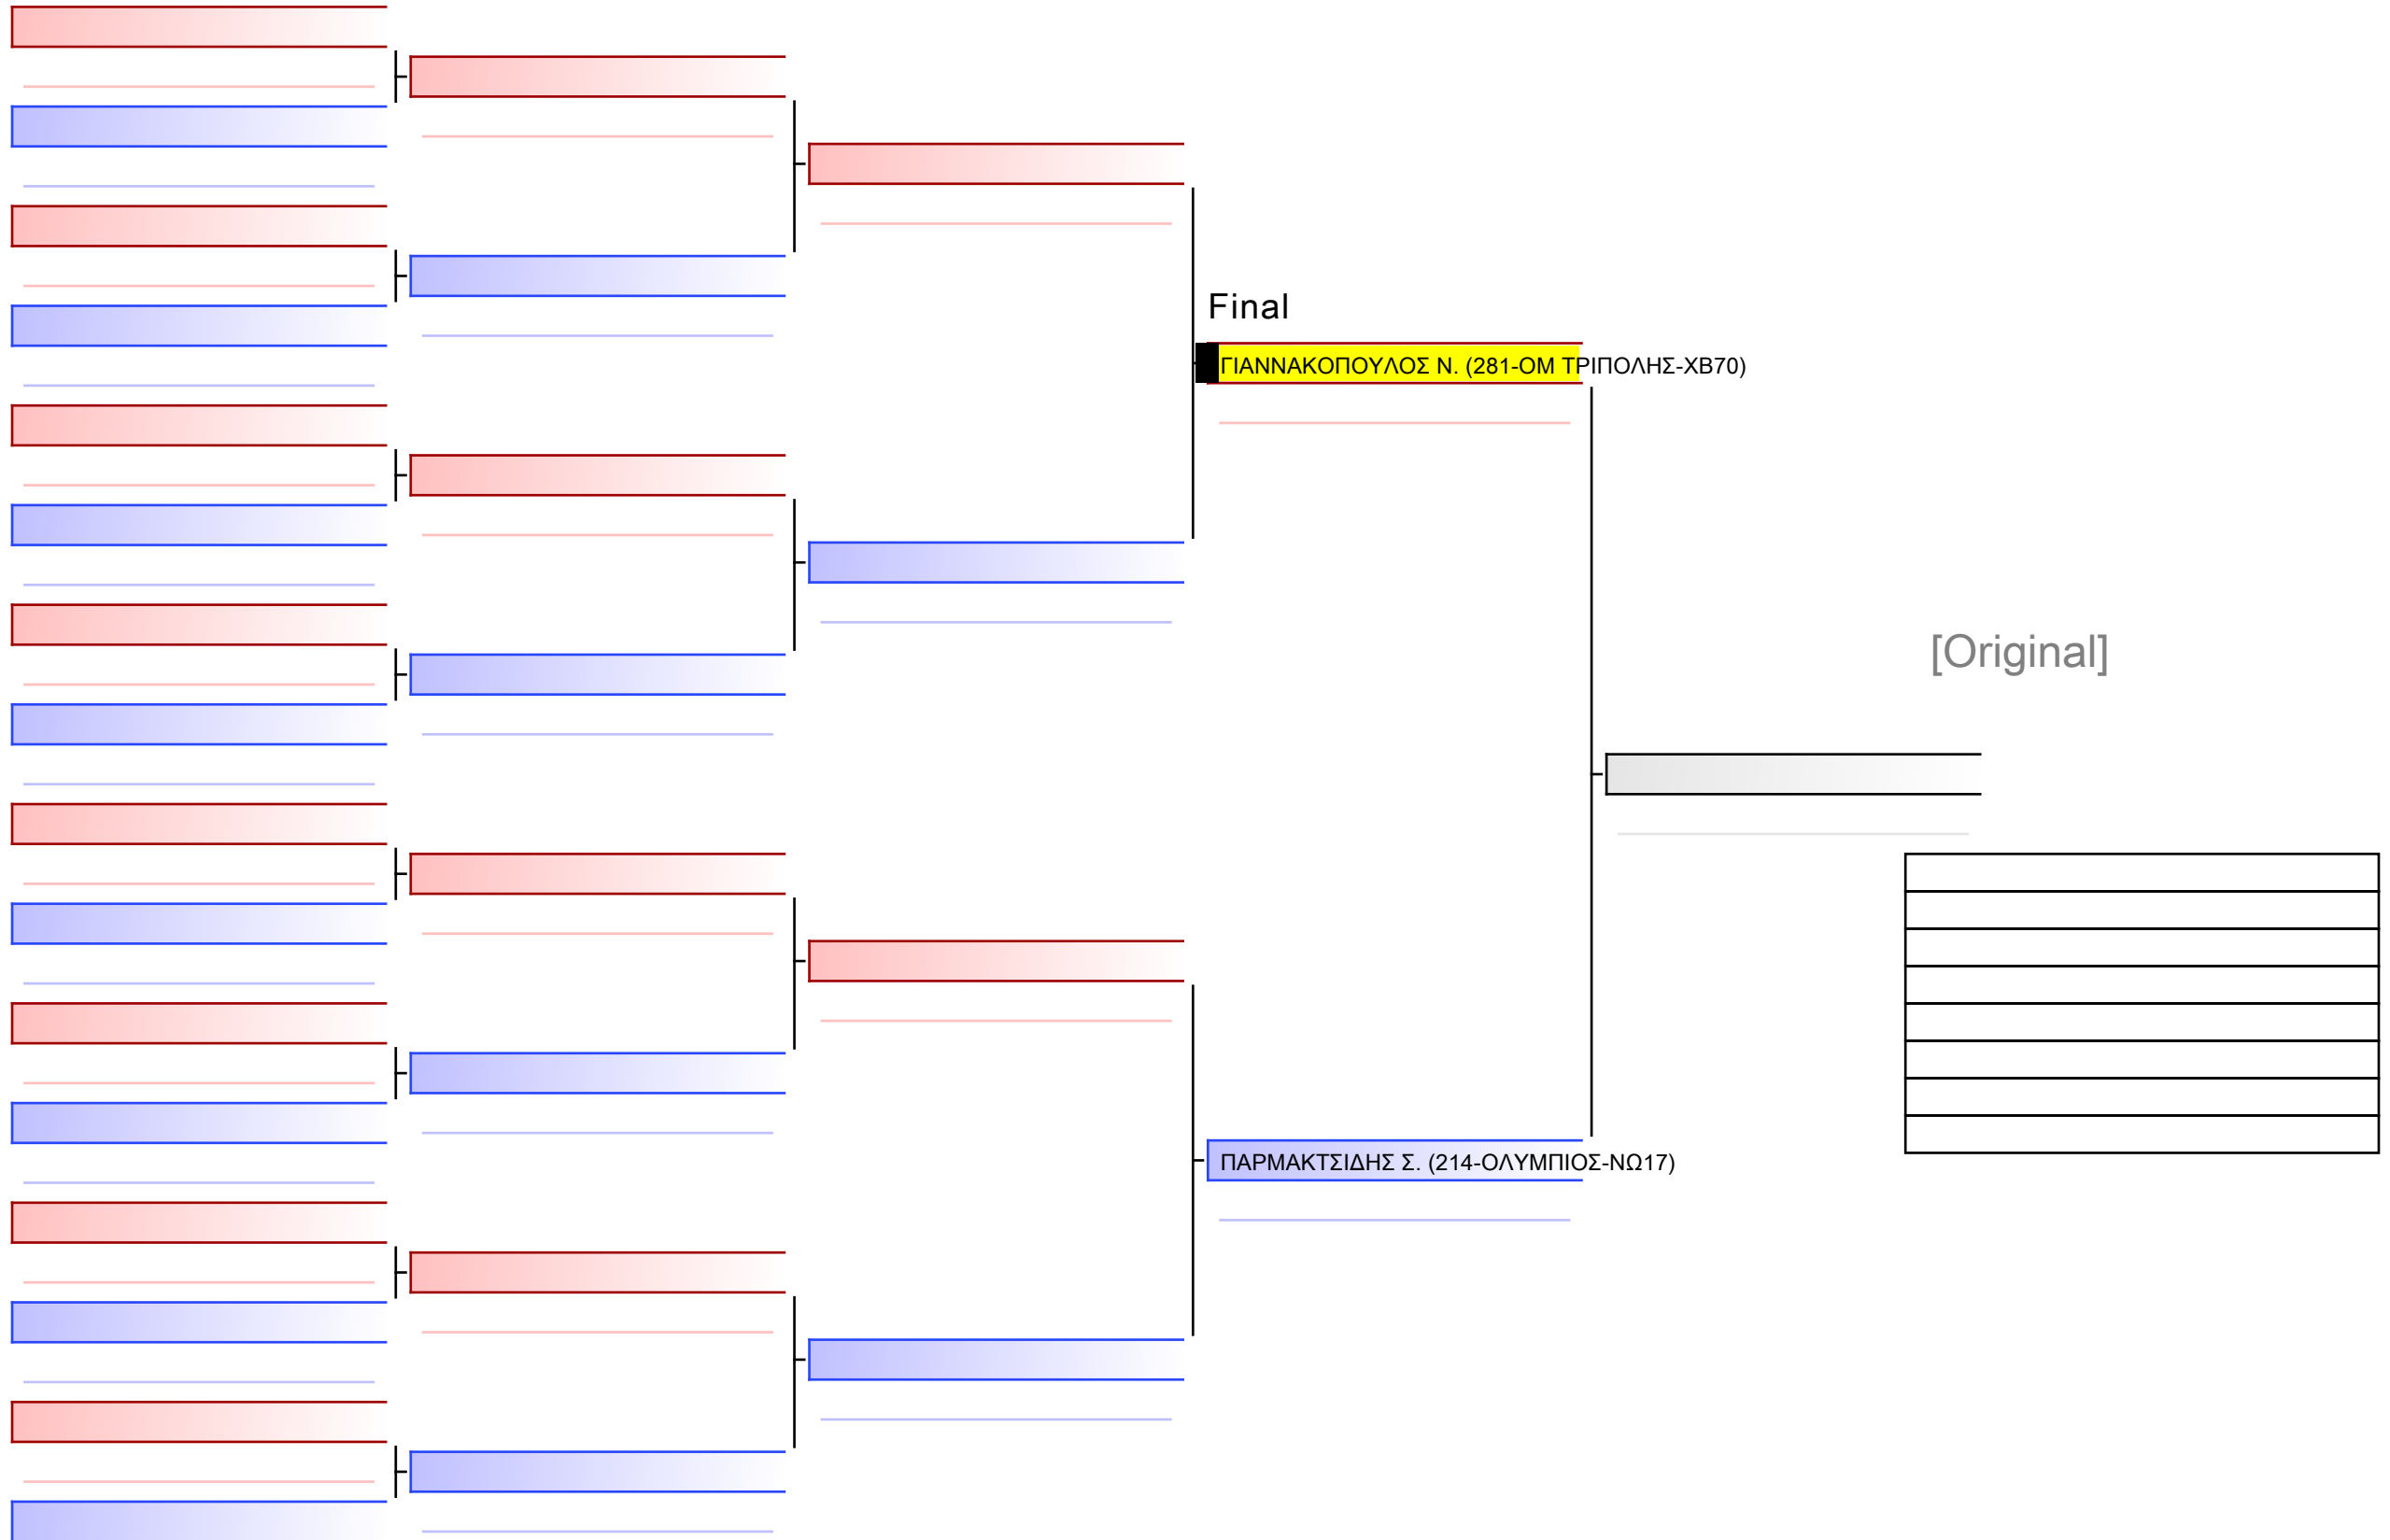 Final
ΓΙΑΝΝΑΚΟΠΟΥΛΟΣ Ν. (281-ΟΜ ΤΡΙΠΟΛΗΣ-ΧΒ70)
[Original]
ΠΑΡΜΑΚΤΣΙΔΗΣ Σ. (214-ΟΛΥΜΠΙΟΣ-ΝΩ17)